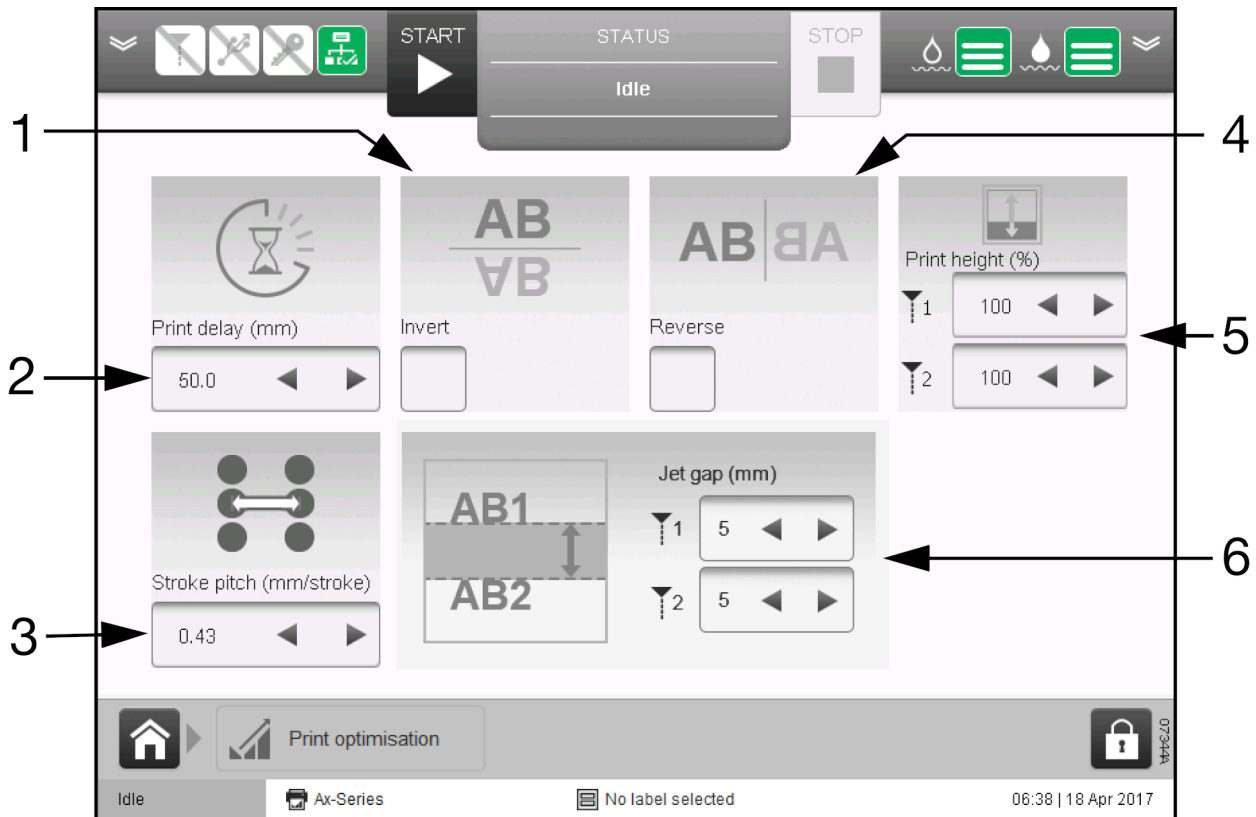 START
STATUS
STOP
Idle
1
4
AB
AB
AB
AB
Print height (%)
1
100
5
Print delay (mm)
Invert
Reverse
2
50.0
2
100
AB1
AB2
Jet gap (mm)
1
5
6
Stroke pitch (mm/stroke)
2
5
3
0.43
Print optimisation
07344A
Idle
Ax-Series
No label selected
06:38 | 18 Apr 2017